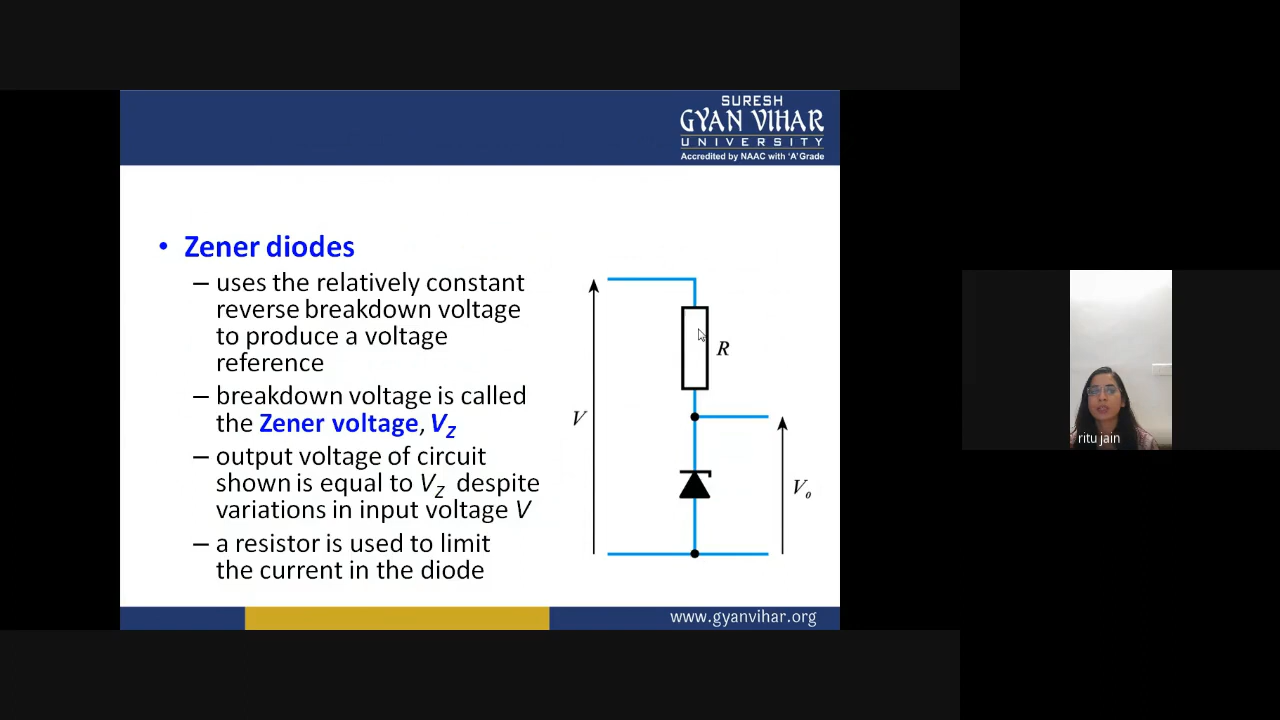 SURESH
GYAN VIHAR
UNIVERSITY
Accredited by NAAC with 'A' Grade
• Zener diodes
– uses the relatively constant
reverse breakdown voltage
to produce a voltage
reference
– breakdown voltage is called
the Zener voltage, VZ
– output voltage of circuit
shown is equal to VZ despite
variations in input voltage V
– a resistor is used to limit
the current in the diode
R
V
Vo
www.gyanvihar.org
ritu jain